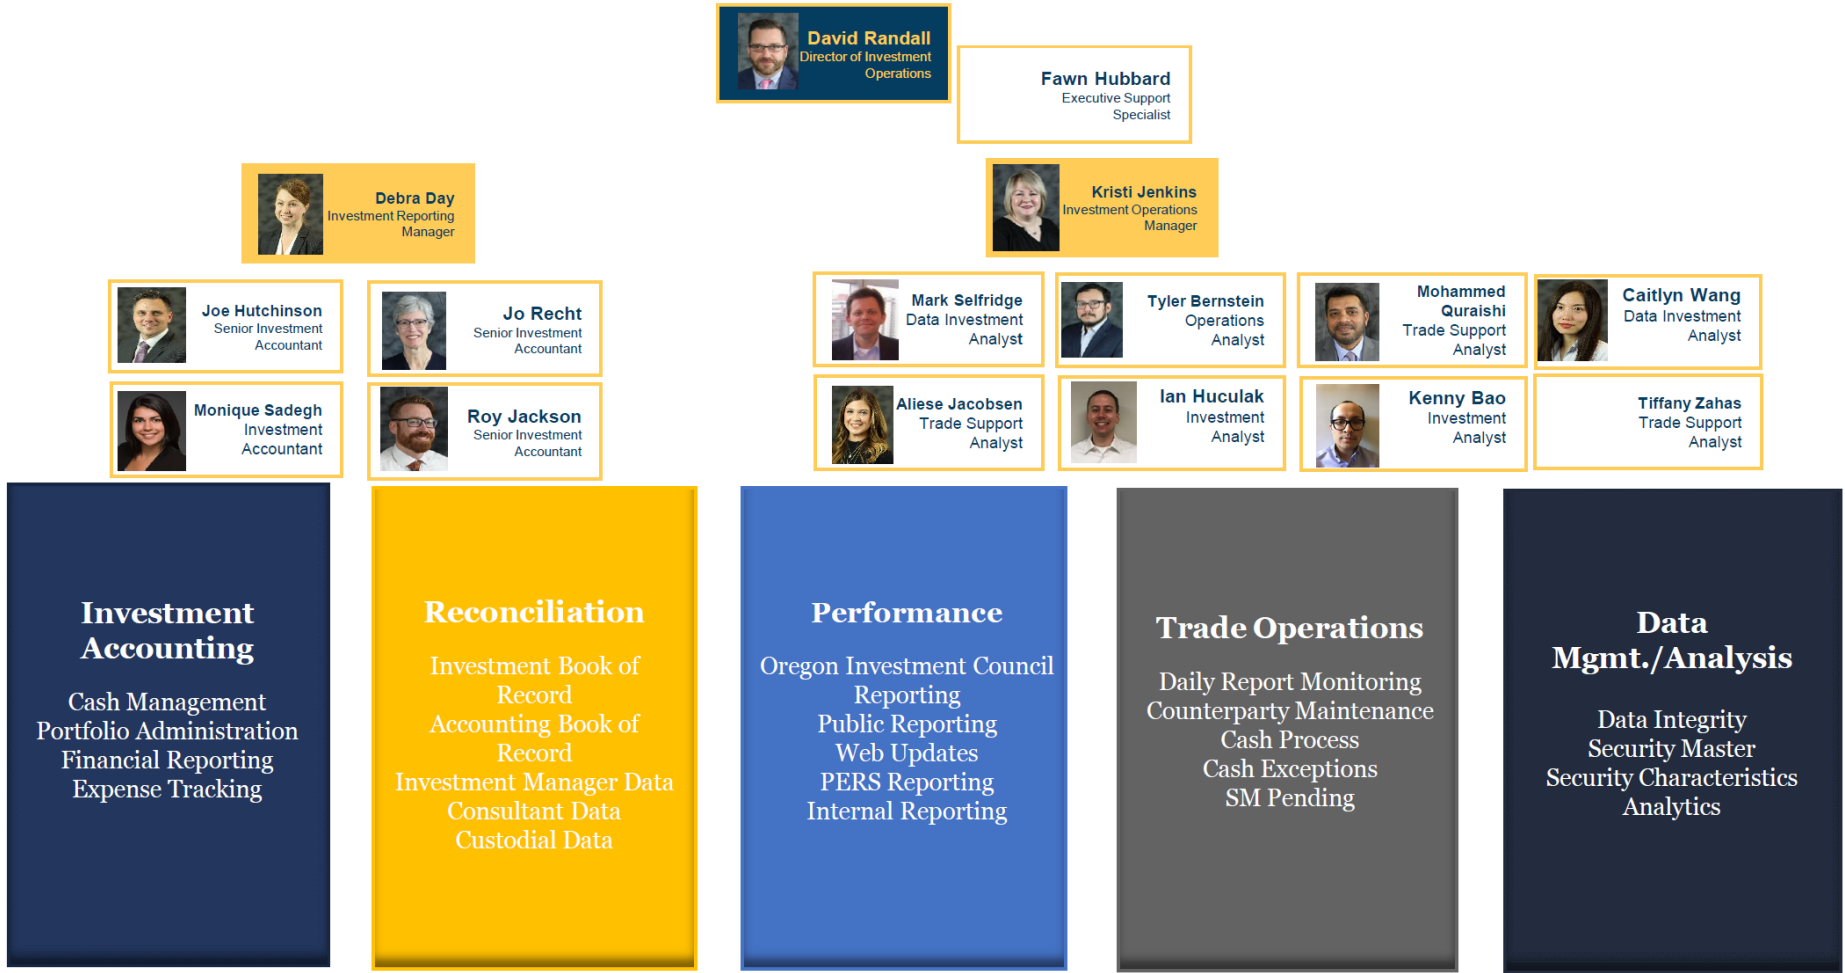 David Randall
Director of Investment
Operations
Fawn Hubbard
Executive Support
Specialist
Debra Day
Investment Reporting
Manager
Kristi Jenkins
Investment Operations
Manager
Joe Hutchinson
Senior Investment
Accountant
Jo Recht
Senior Investment
Accountant
Mark Selfridge
Data Investment
Analyst
Tyler Bernstein
Operations
Analyst
Mohammed
Quraishi
Trade Support
Analyst
Caitlyn Wang
Data Investment
Analyst
Monique Sadegh
Investment
Accountant
Roy Jackson
Senior Investment
Accountant
Aliese Jacobsen
Trade Support
Analyst
Ian Huculak
Investment
Analyst
Kenny Bao
Investment
Analyst
Tiffany Zahas
Trade Support
Analyst
Investment
Accounting
Cash Management
Portfolio Administration
Financial Reporting
Expense Tracking
Reconciliation
Investment Book of
Record
Accounting Book of
Record
Investment Manager Data
Consultant Data
Custodial Data
Performance
Oregon Investment Council
Reporting
Public Reporting
Web Updates
PERS Reporting
Internal Reporting
Trade Operations
Daily Report Monitoring
Counterparty Maintenance
Cash Process
Cash Exceptions
SM Pending
Data
Mgmt./Analysis
Data Integrity
Security Master
Security Characteristics
Analytics